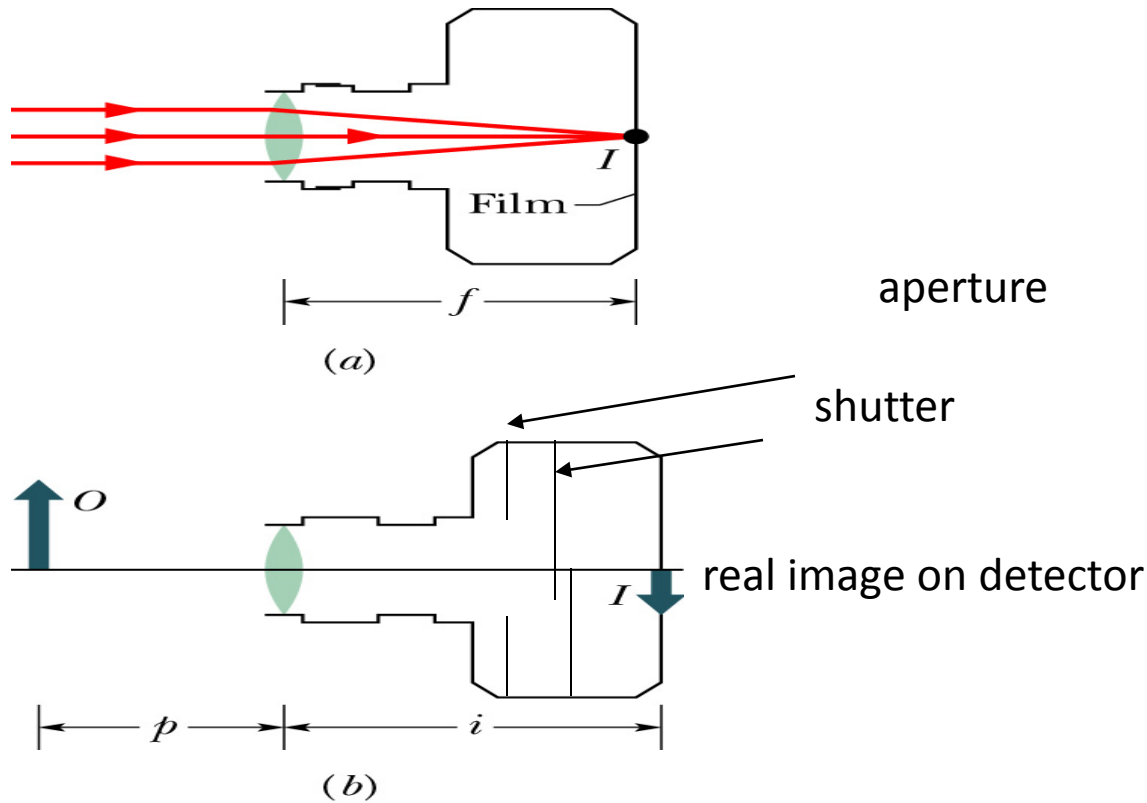 I
Film
f
aperture
(a)
shutter
O
real image on detector
I
p
i
(b)